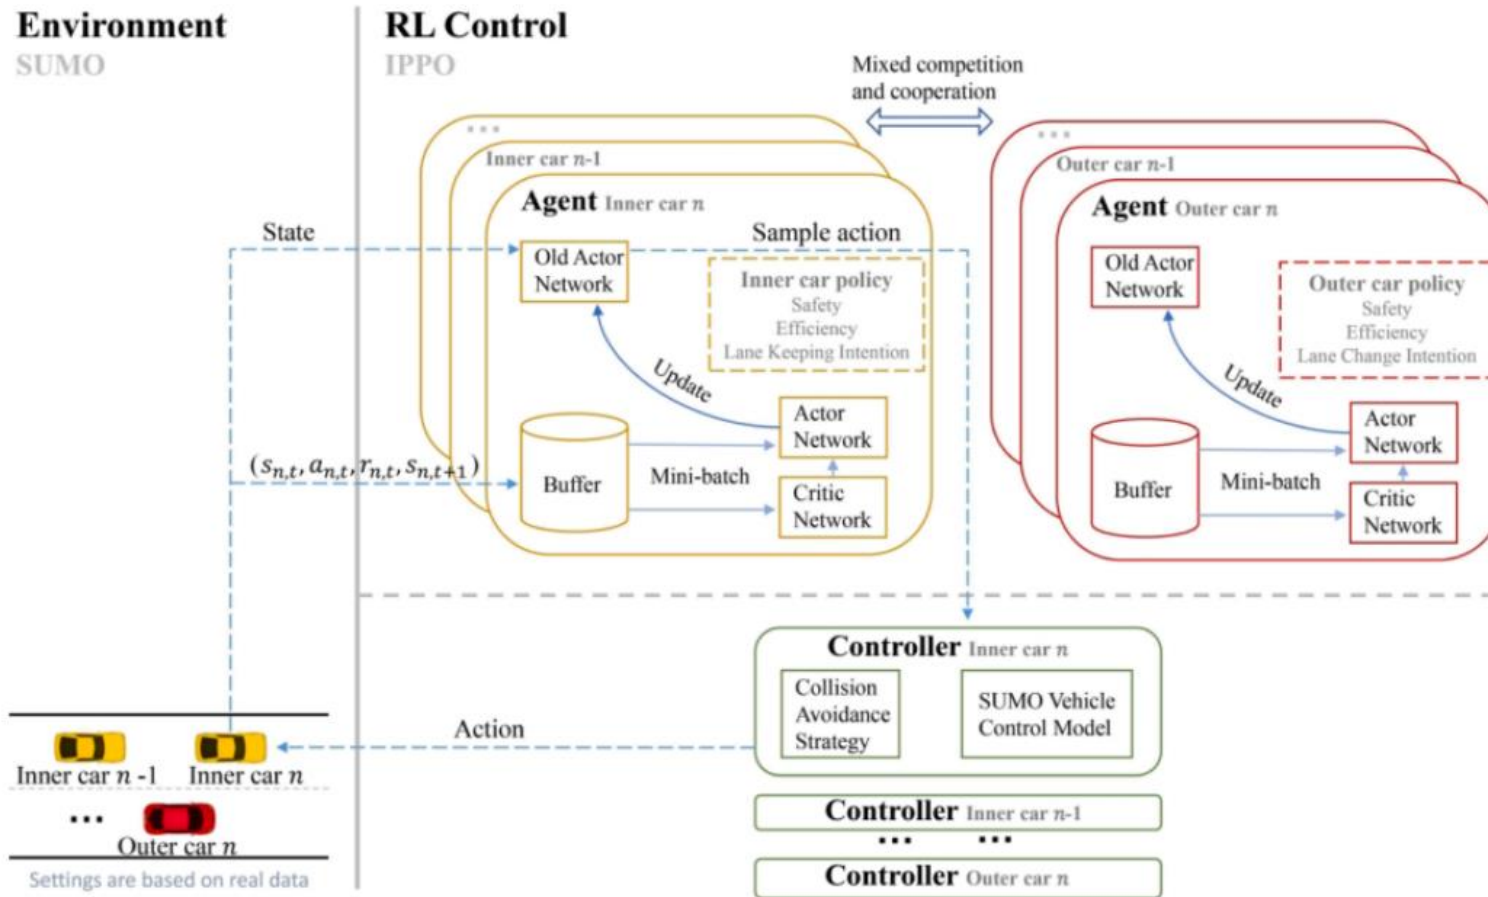 Environment
SUMO
RL Control
IPPO
Mixed competition
and cooperation
...
Inner car n-1
Agent Inner car n
State
Sample action
Old Actor
Network
Inner car policy
Safety
Efficiency
Lane Keeping Intention
Update
Actor
Network
(s_{n,t}, a_{n,t}, r_{n,t}, s_{n,t+1})
Buffer
Mini-batch
Critic
Network
...
Outer car n-1
Agent Outer car n
Old Actor
Network
Outer car policy
Safety
Efficiency
Lane Change Intention
Update
Actor
Network
Buffer
Mini-batch
Critic
Network
Controller Inner car n
Collision
Avoidance
Strategy
SUMO Vehicle
Control Model
Action
Inner car n -1
Inner car n
...
Outer car n
Settings are based on real data
Controller Inner car n-1
... ...
Controller Outer car n